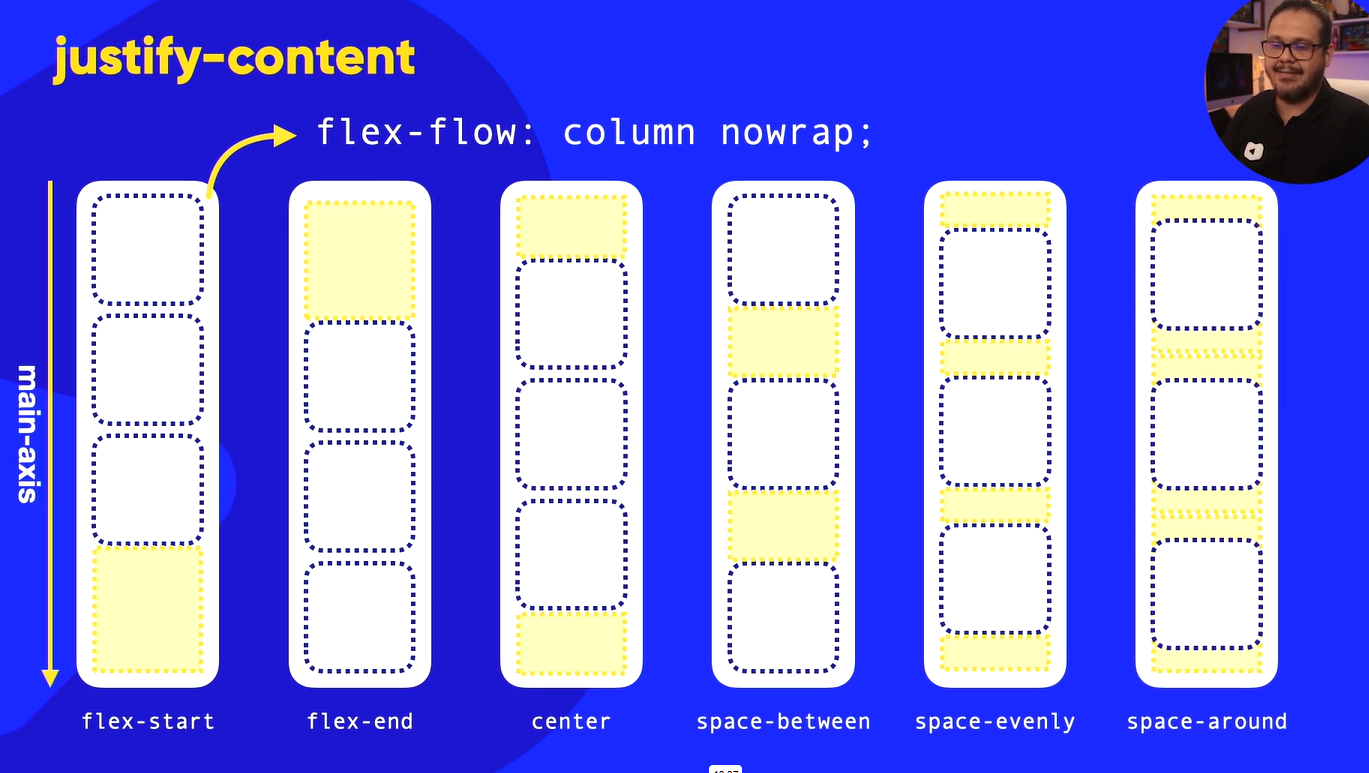 justify-content
flex-flow: column nowrap;
main-axis
flex-start
flex-end
center
space-between
space-evenly
space-around